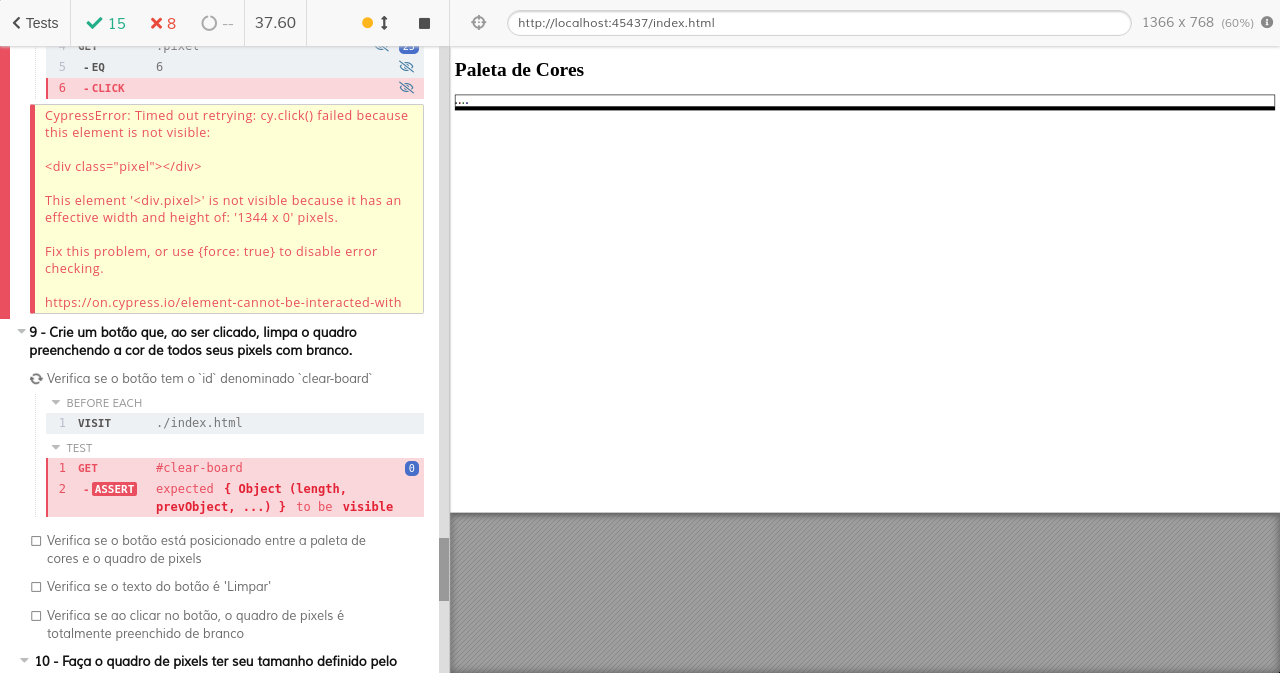 Tests 15 8 -- 37.60 http://localhost:45437/index.html 1366 x 768 (60%)
4 GET .pixel 25
5 -EQ 6
6 -CLICK
CypressError: Timed out retrying: cy.click() failed because
this element is not visible:
<div class="pixel"></div>
This element '<div.pixel>' is not visible because it has an
effective width and height of: '1344 x 0' pixels.
Fix this problem, or use {force: true} to disable error
checking.
https://on.cypress.io/element-cannot-be-interacted-with
9 - Crie um botão que, ao ser clicado, limpa o quadro
preenchendo a cor de todos seus pixels com branco.
Verifica se o botão tem o `id` denominado `clear-board`
BEFORE EACH
1 VISIT ./index.html
TEST
1 GET #clear-board 0
2 -ASSERT expected { Object (length,
prevObject, ...) } to be visible
Verifica se o botão está posicionado entre a paleta de
cores e o quadro de pixels
Verifica se o texto do botão é 'Limpar'
Verifica se ao clicar no botão, o quadro de pixels é
totalmente preenchido de branco
10 - Faça o quadro de pixels ter seu tamanho definido pelo
Paleta de Cores
....